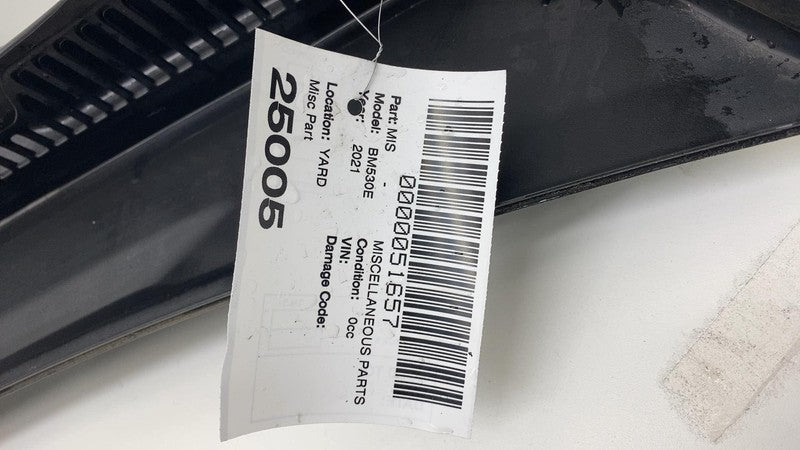 0000051657
Part: MIS - MISCELLANEOUS PARTS
Model: BM530E Condition: 0cc
Year: 2021 VIN:
Location: YARD Damage Code:
Misc Part
25005